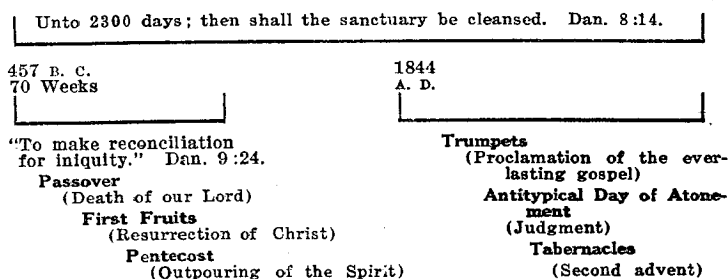 Unto 2300 days; then shall the sanctuary be cleansed. Dan. 8:14.
457 B. C.
70 Weeks
"To make reconciliation
for iniquity." Dan. 9:24.
Passover
(Death of our Lord)
First Fruits
(Resurrection of Christ)
Pentecost
(Outpouring of the Spirit)
1844
A. D.
Trumpets
(Proclamation of the ever-
lasting gospel)
Antitypical Day of Atone-
ment
(Judgment)
Tabernacles
(Second advent)